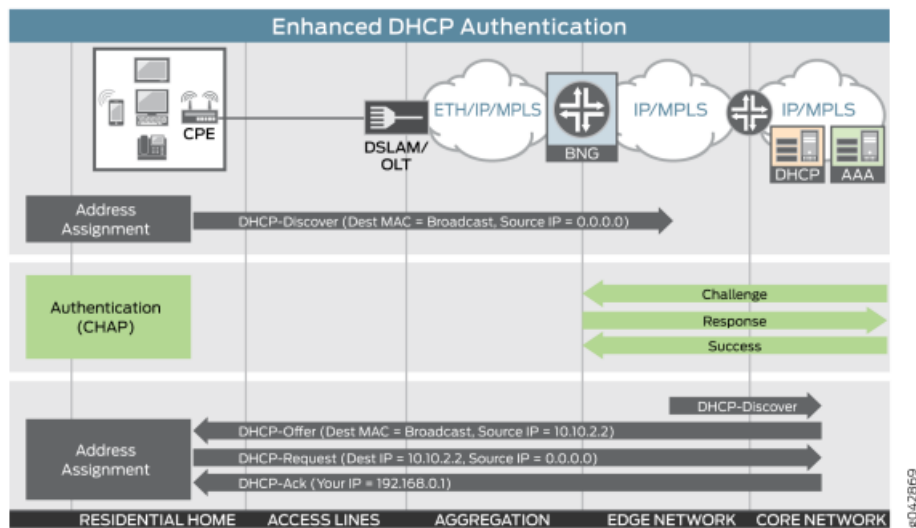 Enhanced DHCP Authentication
CPE
DSLAM/
OLT
ETH/IP/MPLS
BNG
IP/MPLS
IP/MPLS
DHCP
AAA
Address
Assignment
DHCP-Discover (Dest MAC = Broadcast, Source IP = 0.0.0.0)
Authentication
(CHAP)
Challenge
Response
Success
Address
Assignment
DHCP-Discover
DHCP-Offer (Dest MAC = Broadcast, Source IP = 10.10.2.2)
DHCP-Request (Dest IP = 10.10.2.2, Source IP = 0.0.0.0)
DHCP-Ack (Your IP = 192.168.0.1)
RESIDENTIAL HOME
ACCESS LINES
AGGREGATION
EDGE NETWORK
CORE NETWORK
g042869